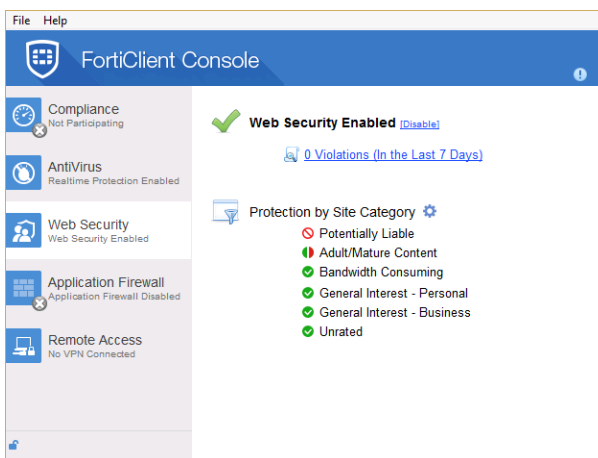 File Help
FortiClient Console
Compliance
Not Participating
AntiVirus
Realtime Protection Enabled
Web Security
Web Security Enabled
Application Firewall
Application Firewall Disabled
Remote Access
No VPN Connected
Web Security Enabled [Disable]
0 Violations (In the Last 7 Days)
Protection by Site Category
Potentially Liable
Adult/Mature Content
Bandwidth Consuming
General Interest - Personal
General Interest - Business
Unrated